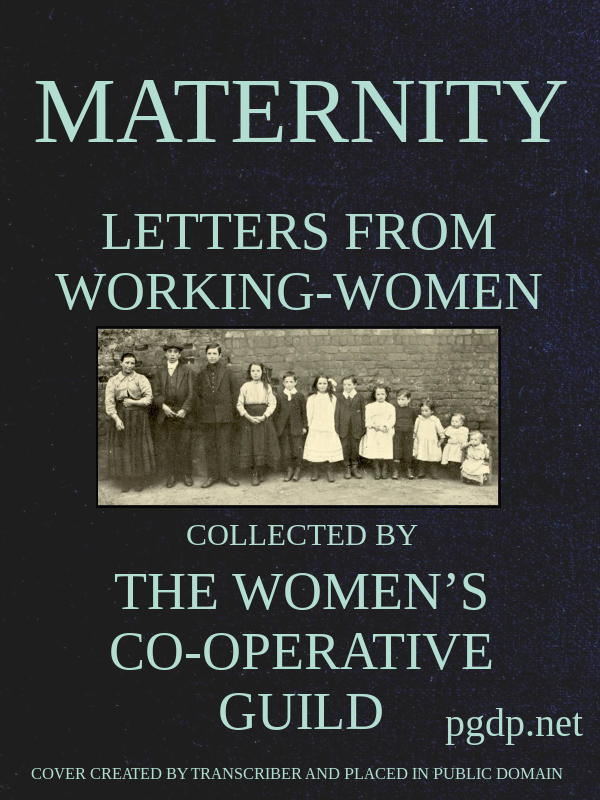 MATERNITY
LETTERS FROM
WORKING-WOMEN
COLLECTED BY
THE WOMEN’S
CO-OPERATIVE
GUILD
pgdp.net
COVER CREATED BY TRANSCRIBER AND PLACED IN PUBLIC DOMAIN